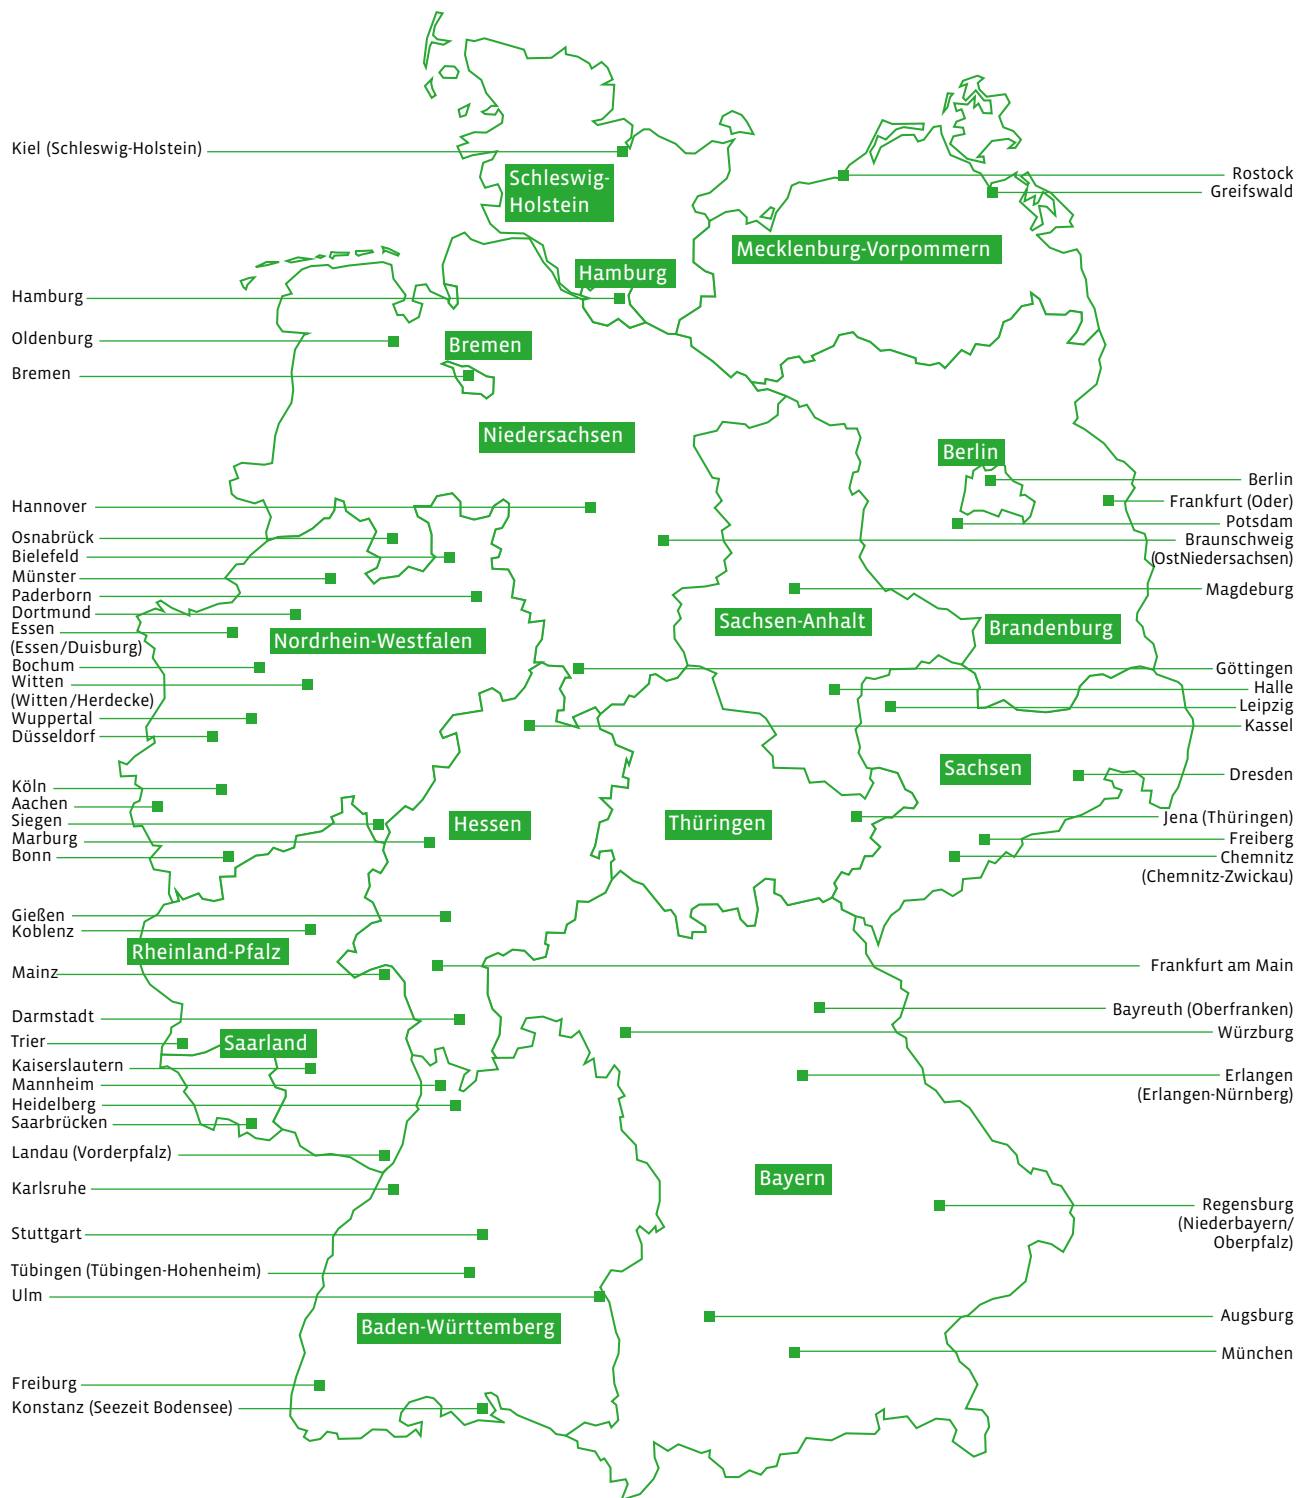 Kiel (Schleswig-Holstein)
Hamburg
Oldenburg
Bremen
Hannover
Osnabrück
Bielefeld
Münster
Paderborn
Dortmund
Essen
(Essen/Duisburg)
Bochum
Witten
(Witten/Herdecke)
Wuppertal
Düsseldorf
Köln
Aachen
Siegen
Marburg
Bonn
Gießen
Koblenz
Mainz
Darmstadt
Trier
Kaiserslautern
Mannheim
Heidelberg
Saarbrücken
Landau (Vorderpfalz)
Karlsruhe
Stuttgart
Tübingen (Tübingen-Hohenheim)
Ulm
Freiburg
Konstanz (Seezeit Bodensee)
Schleswig-
Holstein
Hamburg
Mecklenburg-Vorpommern
Bremen
Niedersachsen
Berlin
Sachsen-Anhalt
Brandenburg
Nordrhein-Westfalen
Sachsen
Hessen
Thüringen
Rheinland-Pfalz
Saarland
Bayern
Baden-Württemberg
Rostock
Greifswald
Berlin
Frankfurt (Oder)
Potsdam
Braunschweig
(OstNiedersachsen)
Magdeburg
Göttingen
Halle
Leipzig
Kassel
Dresden
Jena (Thüringen)
Freiberg
Chemnitz
(Chemnitz-Zwickau)
Frankfurt am Main
Bayreuth (Oberfranken)
Würzburg
Erlangen
(Erlangen-Nürnberg)
Regensburg
(Niederbayern/
Oberpfalz)
Augsburg
München